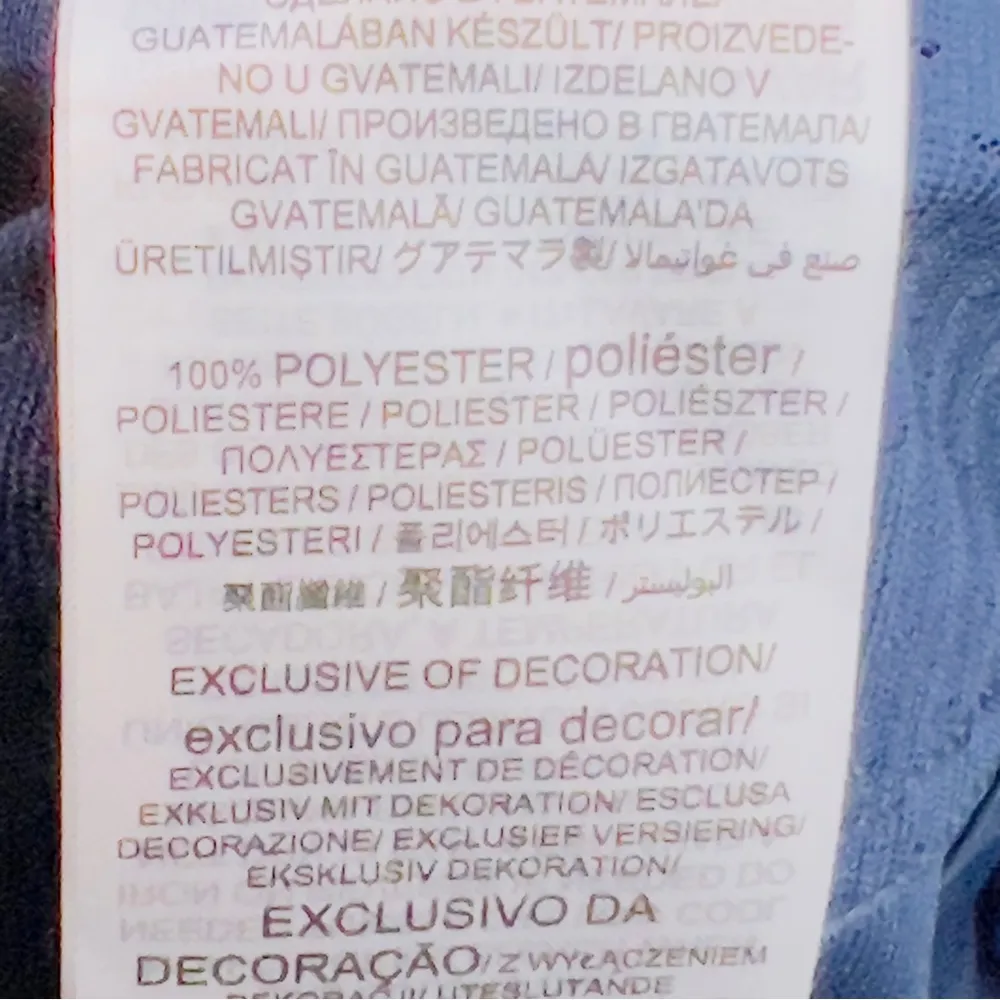 GUATEMALÁBAN KÉSZÜLT/ PROIZVEDE-
NO U GVATEMALI/ IZDELANO V
GVATEMALI/ ПРОИЗВЕДЕНО В ГВАТЕМАЛА/
FABRICAT ÎN GUATEMALA/ IZGATAVOTS
GVATEMALĀ/ GUATEMALA'DA
ÜRETILMIŞTIR/ グアテマラ製/ صنع في غواتيمالا
100% POLYESTER / poliéster /
POLIESTERE / POLIESTER / POLIÉSZTER /
ΠΟΛΥΕΣΤΕΡΑΣ / POLÜESTER /
POLIESTERS / POLIESTERIS / ПОЛИЕСТЕР /
POLYESTERI / 폴리에스터 / ポリエステル /
聚酯纖維 / 聚酯纤维 / البوليستر
EXCLUSIVE OF DECORATION/
exclusivo para decorar/
EXCLUSIVEMENT DE DÉCORATION/
EXKLUSIV MIT DEKORATION/ ESCLUSA
DECORAZIONE/ EXCLUSIEF VERSIERING/
EKSKLUSIV DEKORATION/
EXCLUSIVO DA
DECORAÇÃO/ Z WYŁĄCZENIEM
UTESLUTANDE